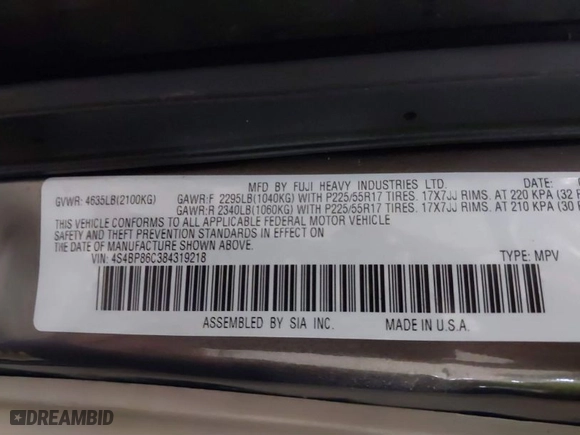 MFD BY FUJI HEAVY INDUSTRIES LTD.
GVWR: 4635LB(2100KG) GAWR:F 2295LB(1040KG) WITH P225/55R17 TIRES. 17X7JJ RIMS. AT 220 KPA (32
GAWR:R 2340LB(1060KG) WITH P225/55R17 TIRES. 17X7JJ RIMS. AT 210 KPA (30
THIS VEHICLE CONFORMS TO ALL APPLICABLE FEDERAL MOTOR VEHICLE
SAFETY AND THEFT PREVENTION STANDARDS IN EFFECT ON
THE DATE OF MANUFACTURE SHOWN ABOVE.
VIN: 4S4BP86C384319218 TYPE: MPV
ASSEMBLED BY SIA INC. MADE IN U.S.A.
DREAMBID